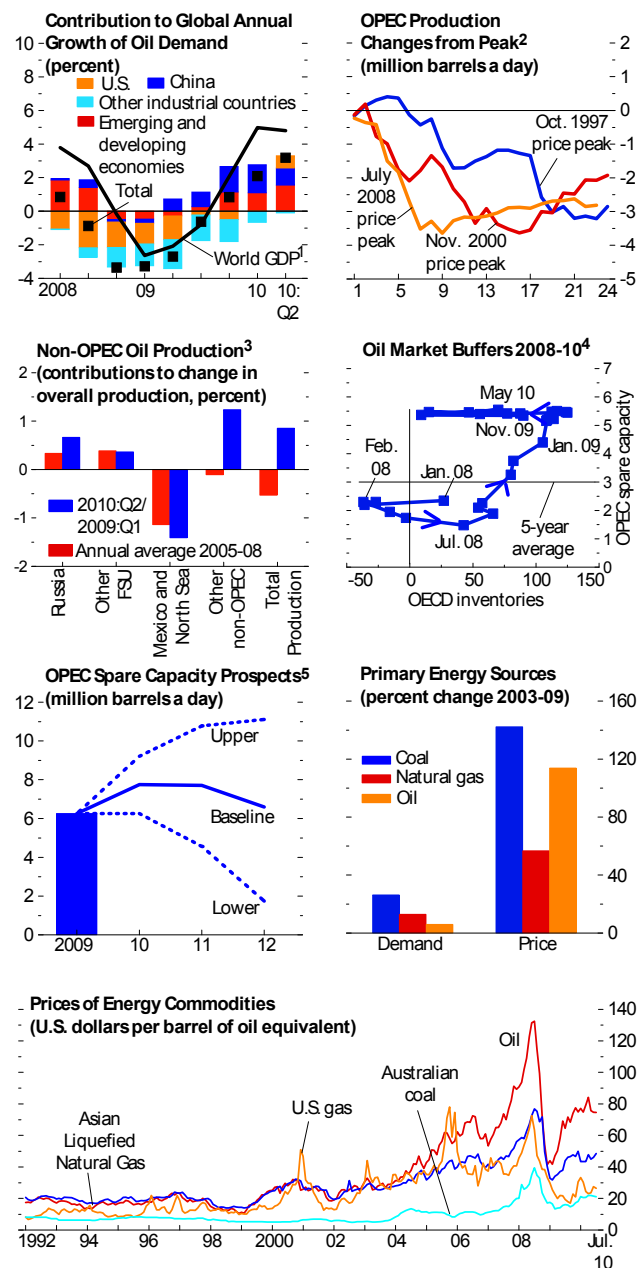 Contribution to Global Annual
Growth of Oil Demand
(percent)
10
8
6
4
2
0
-2
-4
U.S.
China
Other industrial countries
Emerging and
developing
economies
Total
World GDP¹
2008
09
10
10:
Q2
OPEC Production
Changes from Peak²
(million barrels a day)
2
1
0
-1
-2
-3
-4
-5
Oct. 1997
price peak
July
2008
price
peak
Nov. 2000
price peak
1
5
9
13
17
21
24
Non-OPEC Oil Production³
(contributions to change in
overall production, percent)
2
1
0
-1
-2
2010:Q2/
2009:Q1
Annual average 2005-08
Russia
Other
FSU
Mexico and
North Sea
Other
non-OPEC
Total
Production
Oil Market Buffers 2008-10⁴
7
6
5
4
3
2
1
0
OPEC spare capacity
May 10
Nov. 09
Jan. 09
Feb.
08
Jan. 08
Jul. 08
5-year
average
-50
0
50
100
150
OECD inventories
OPEC Spare Capacity Prospects⁵
(million barrels a day)
12
10
8
6
4
2
0
Upper
Baseline
Lower
2009
10
11
12
Primary Energy Sources
(percent change 2003-09)
160
120
80
40
0
Coal
Natural gas
Oil
Demand
Price
Prices of Energy Commodities
(U.S. dollars per barrel of oil equivalent)
140
120
100
80
60
40
20
0
Oil
Australian
coal
U.S. gas
Asian
Liquefied
Natural Gas
1992
94
96
98
2000
02
04
06
08
Jul.
10